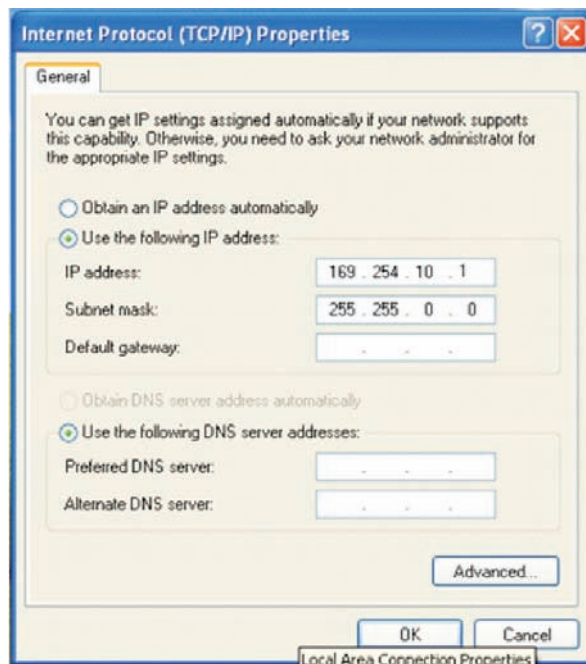 Internet Protocol (TCP/IP) Properties
General
You can get IP settings assigned automatically if your network supports
this capability. Otherwise, you need to ask your network administrator for
the appropriate IP settings.
Obtain an IP address automatically
Use the following IP address:
IP address: 169 . 254 . 10 . 1
Subnet mask: 255 . 255 . 0 . 0
Default gateway: . . .
Obtain DNS server address automatically
Use the following DNS server addresses:
Preferred DNS server: . . .
Alternate DNS server: . . .
Advanced...
OK Cancel
Local Area Connection Properties